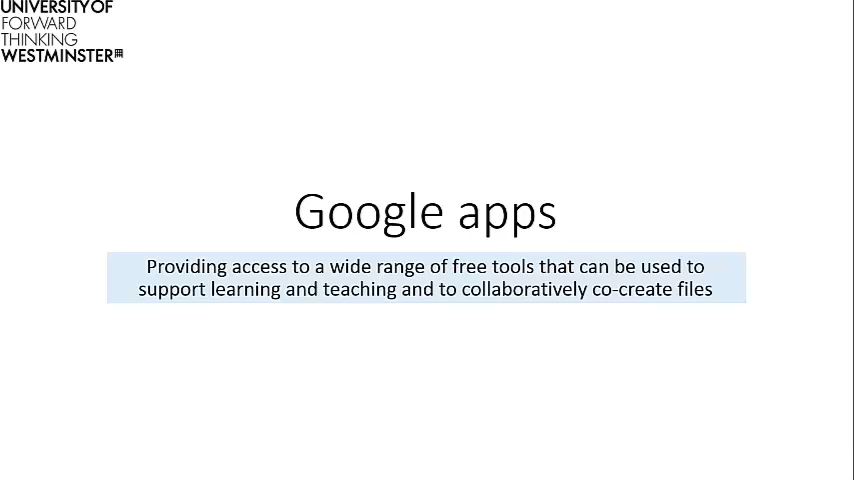 UNIVERSITY OF
FORWARD
THINKING
WESTMINSTER
Google apps
Providing access to a wide range of free tools that can be used to
support learning and teaching and to collaboratively co-create files